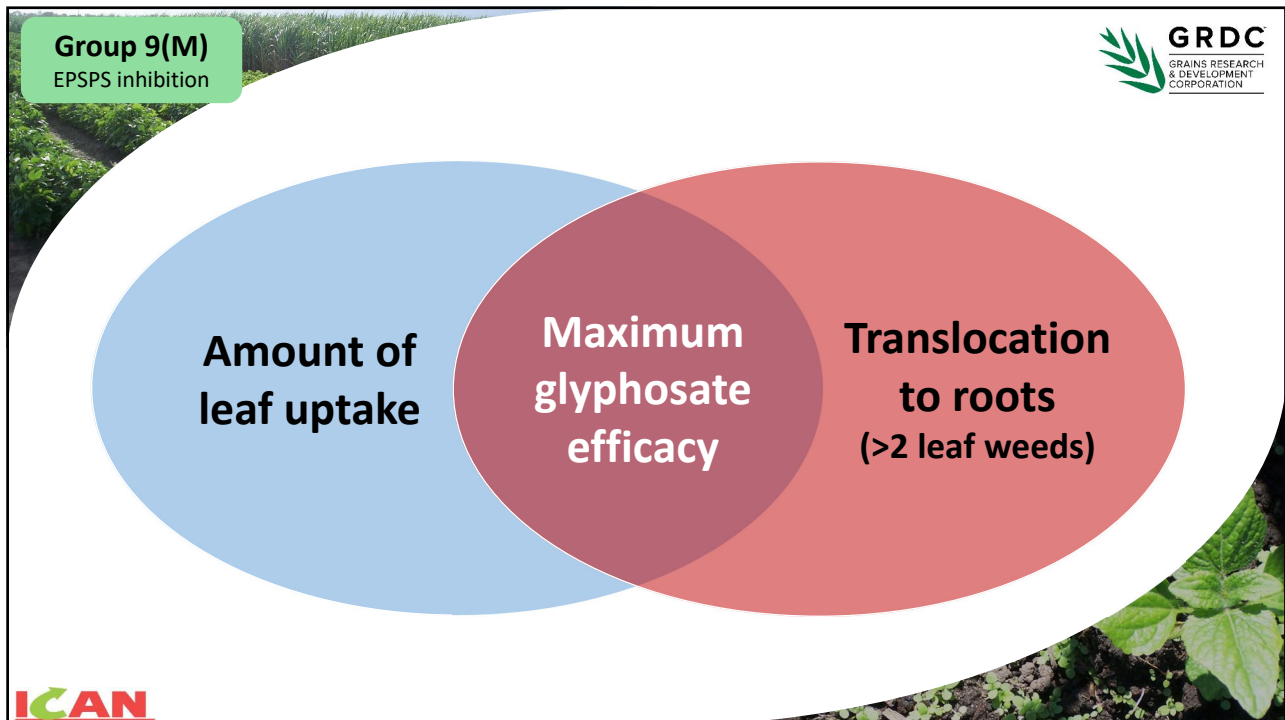 Group 9(M)
EPSPS inhibition
GRDC
GRAINS RESEARCH
& DEVELOPMENT
CORPORATION
Amount of
leaf uptake
Maximum
glyphosate
efficacy
Translocation
to roots
(>2 leaf weeds)
ICAN